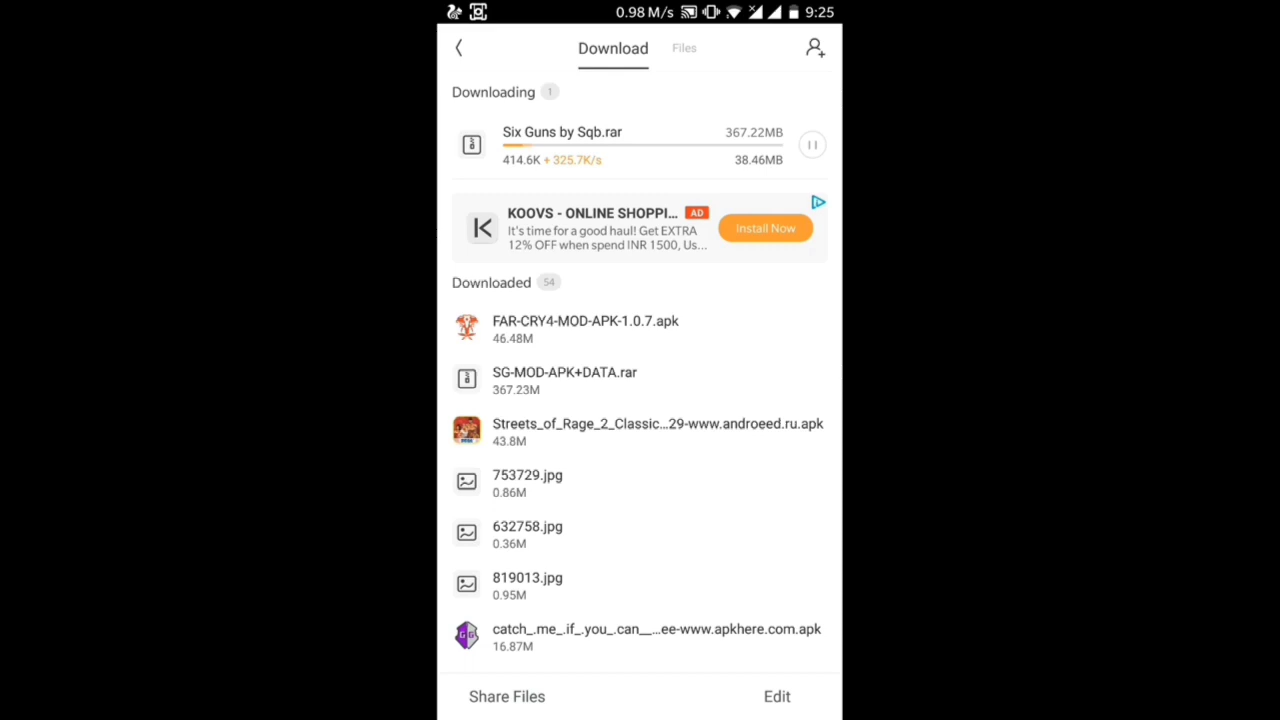 0.98 M/s 9:25
Download Files
Downloading 1
Six Guns by Sqb.rar 367.22MB
414.6K + 325.7K/s 38.46MB
KOOVS - ONLINE SHOPPI... AD
It's time for a good haul! Get EXTRA
12% OFF when spend INR 1500, Us...
Install Now
Downloaded 54
FAR-CRY4-MOD-APK-1.0.7.apk
46.48M
SG-MOD-APK+DATA.rar
367.23M
Streets_of_Rage_2_Classic...29-www.androeed.ru.apk
43.8M
753729.jpg
0.86M
632758.jpg
0.36M
819013.jpg
0.95M
catch_.me_.if_.you_.can__...ee-www.apkhere.com.apk
16.87M
Share Files Edit